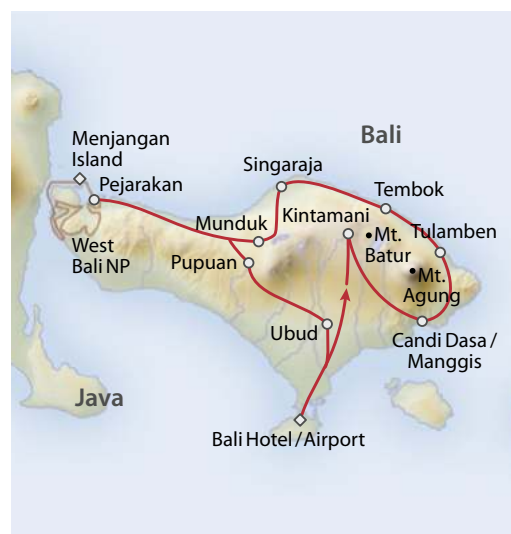 Bali
Menjangan
Island
Singaraja
Pejarakan
Tembok
Kintamani
Munduk
Tulamben
Mt.
Batur
West
Bali NP
Pupuan
Mt.
Agung
Ubud
Candi Dasa /
Manggis
Java
Bali Hotel / Airport